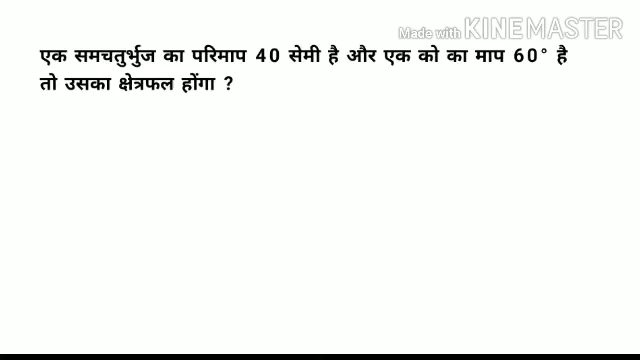 Made with KINEMASTER
एक समचतुर्भुज का परिमाप 40 सेमी है और एक को का माप 60° है
तो उसका क्षेत्रफल होंगा ?